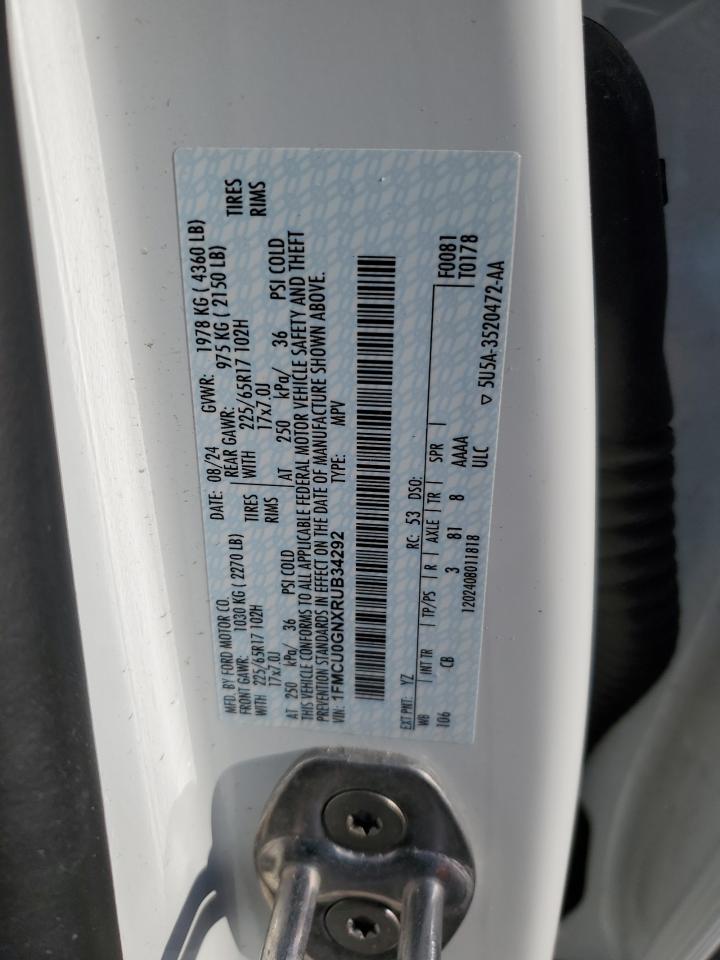 MFD. BY FORD MOTOR CO. DATE: 08/24 GVWR: 1978 KG ( 4360 LB)
FRONT GAWR: 1030 KG ( 2270 LB) REAR GAWR: 975 KG ( 2150 LB)
WITH 225/65R17 102H TIRES WITH 225/65R17 102H TIRES
17x7.0J RIMS 17x7.0J RIMS
AT 250 kPa/ 36 PSI COLD AT 250 kPa/ 36 PSI COLD
THIS VEHICLE CONFORMS TO ALL APPLICABLE FEDERAL MOTOR VEHICLE SAFETY AND THEFT
PREVENTION STANDARDS IN EFFECT ON THE DATE OF MANUFACTURE SHOWN ABOVE.
VIN: 1FMCU0GNXRUB34292 TYPE: MPV
EXT PNT: YZ RC: 53 DSO: F0081
WB INT TR TP/PS R AXLE TR SPR T0178
106 CB 3 81 8 AAAA
1202408011818 ULC
▽ 5U5A-3520472-AA